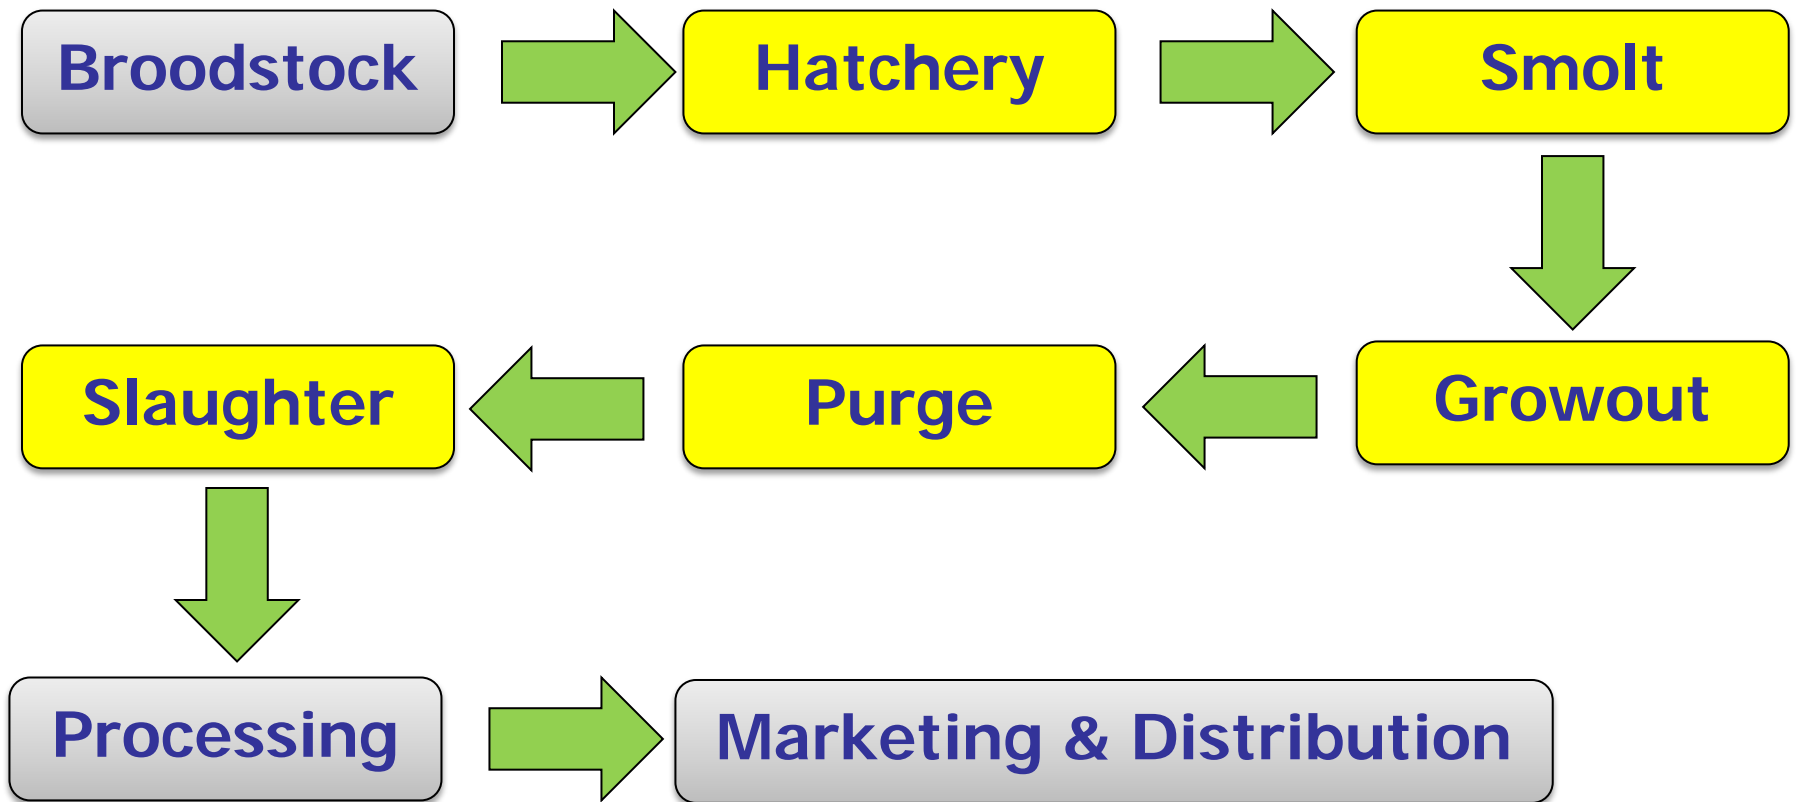 Broodstock
Hatchery
Smolt
Growout
Purge
Slaughter
Processing
Marketing & Distribution